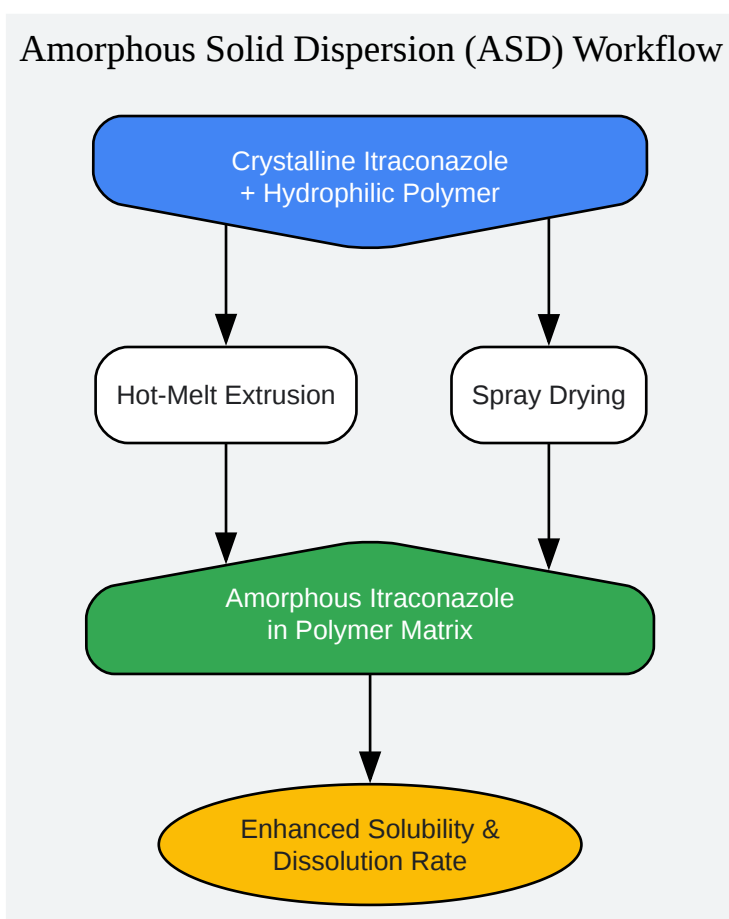 Amorphous Solid Dispersion (ASD) Workflow
Crystalline Itraconazole
+ Hydrophilic Polymer
Hot-Melt Extrusion
Spray Drying
Amorphous Itraconazole
in Polymer Matrix
Enhanced Solubility &
Dissolution Rate